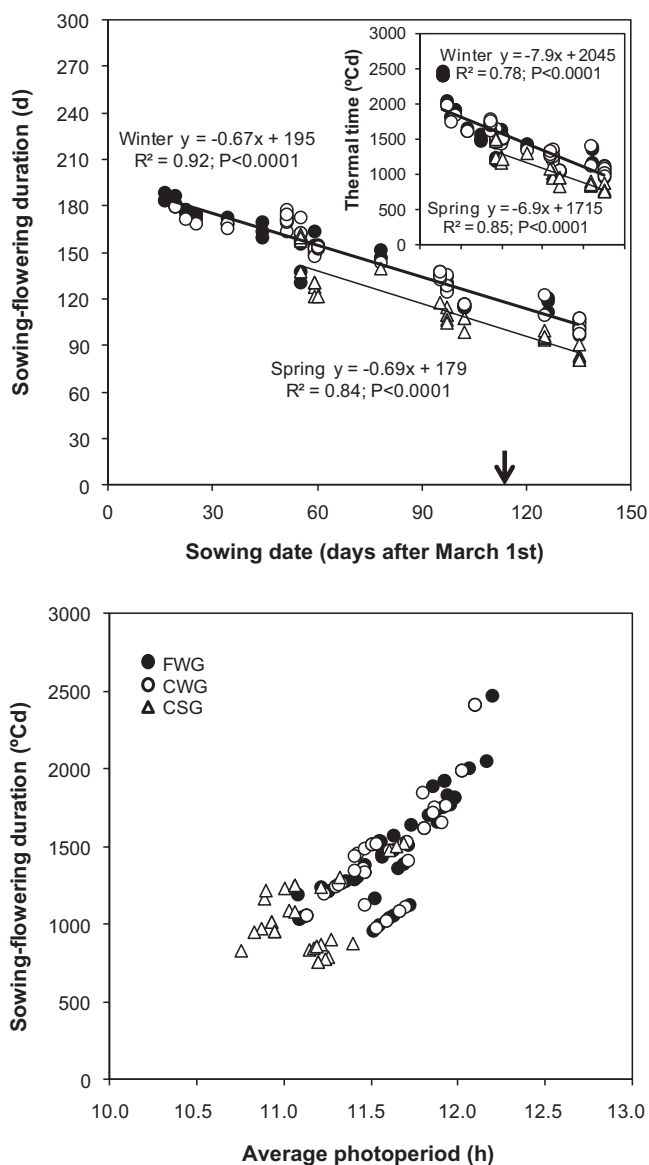 300
270
240
210
180
150
120
90
60
30
0
Sowing-flowering duration (d)
Winter y = -0.67x + 195
R² = 0.92; P<0.0001
Spring y = -0.69x + 179
R² = 0.84; P<0.0001
0 30 60 90 120 150
Sowing date (days after March 1st)
Thermal time (ºCd)
3000
2500
2000
1500
1000
500
0
Winter y = -7.9x + 2045
R² = 0.78; P<0.0001
Spring y = -6.9x + 1715
R² = 0.85; P<0.0001
3000
2500
2000
1500
1000
500
0
Sowing-flowering duration (ºCd)
FWG
CWG
CSG
10.0 10.5 11.0 11.5 12.0 12.5 13.0
Average photoperiod (h)